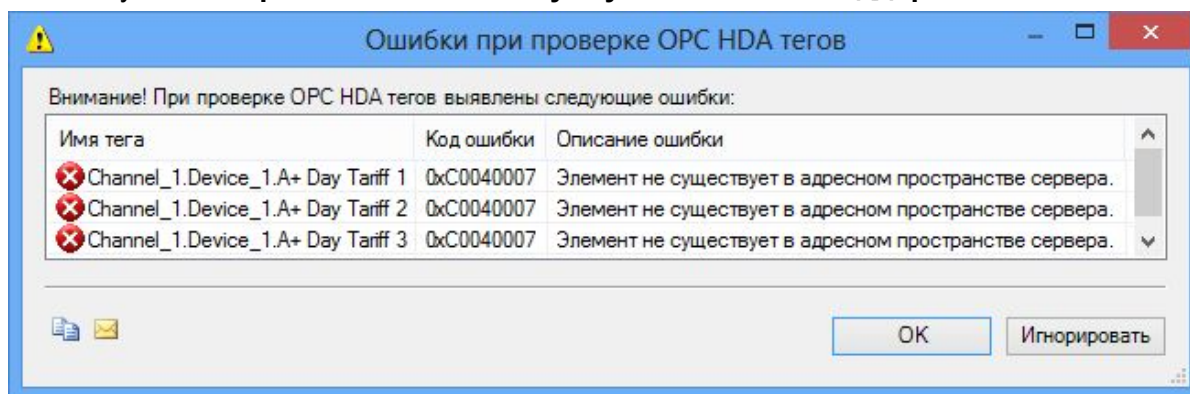 Ошибки при проверке OPC HDA тегов
Внимание! При проверке OPC HDA тегов выявлены следующие ошибки:
Имя тега Код ошибки Описание ошибки
Channel_1.Device_1.A+ Day Tariff 1 0xC0040007 Элемент не существует в адресном пространстве сервера.
Channel_1.Device_1.A+ Day Tariff 2 0xC0040007 Элемент не существует в адресном пространстве сервера.
Channel_1.Device_1.A+ Day Tariff 3 0xC0040007 Элемент не существует в адресном пространстве сервера.
OK Игнорировать